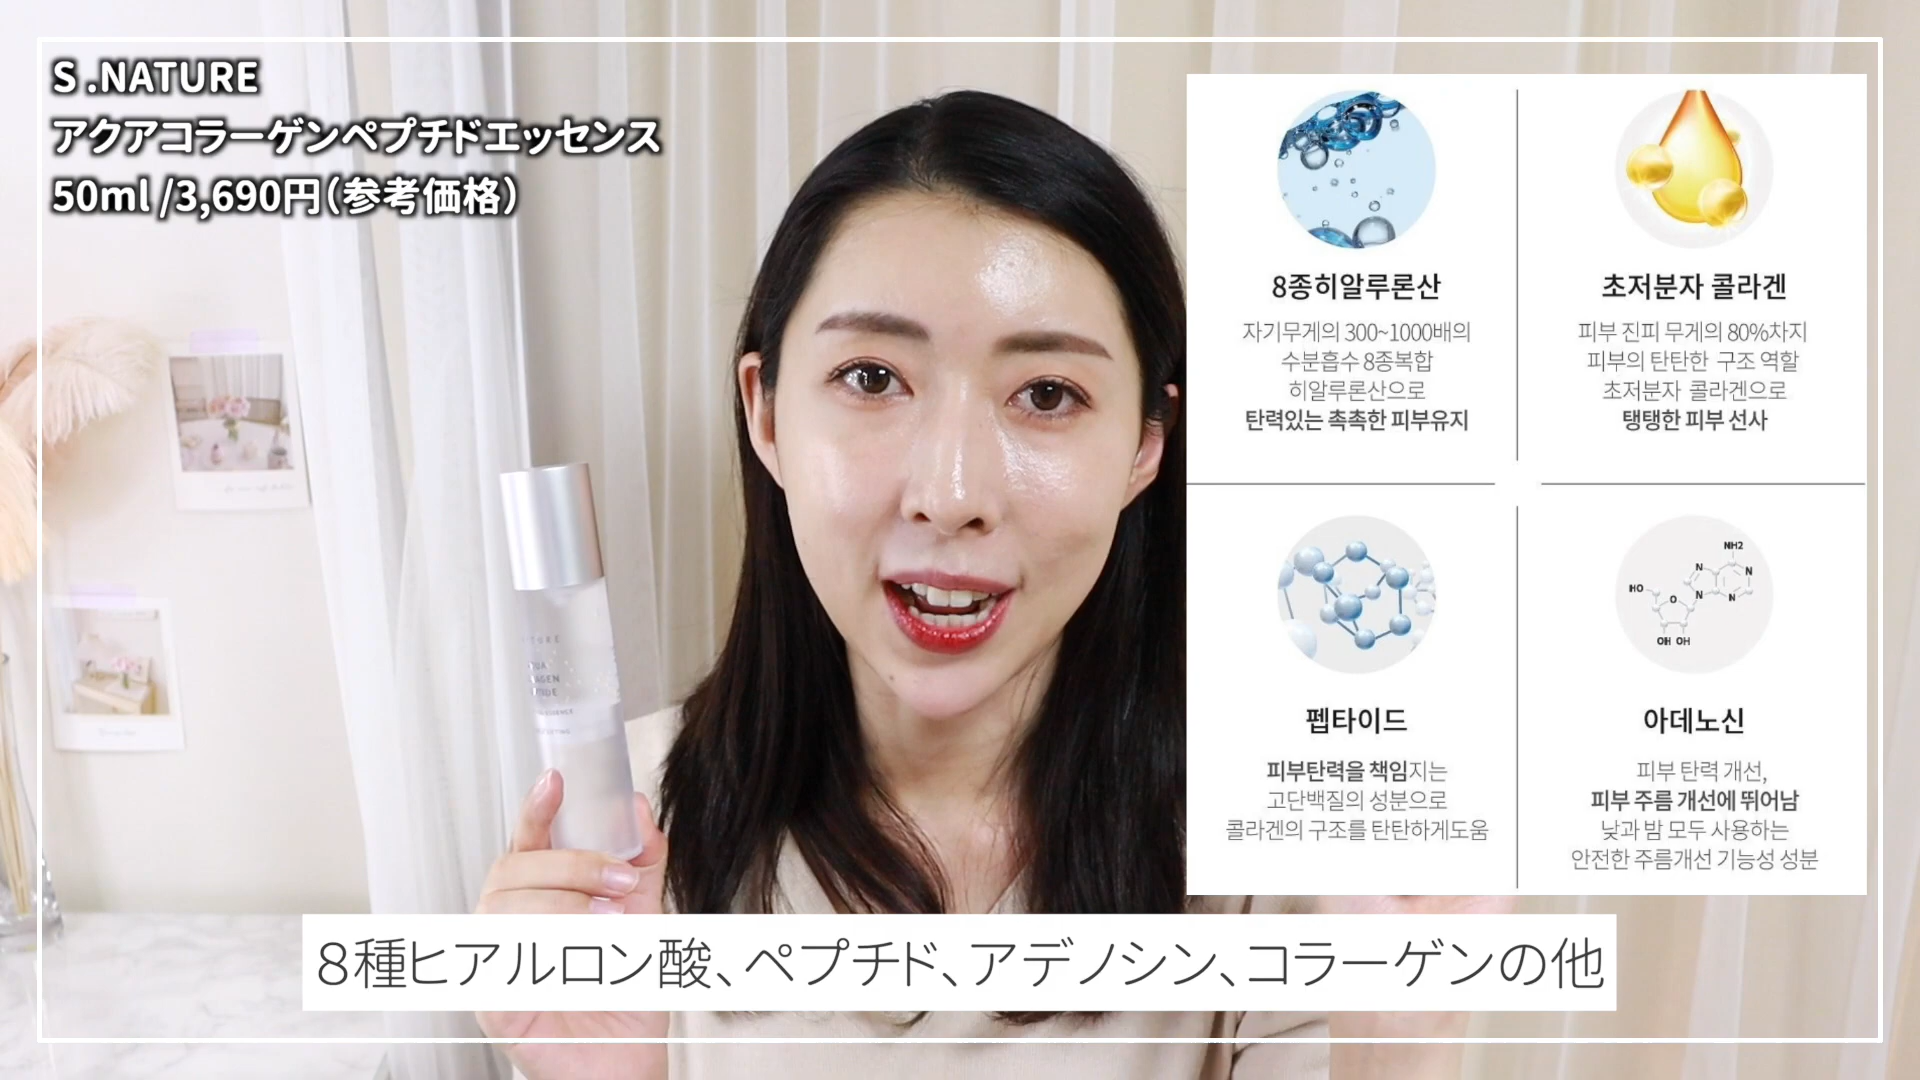 S .NATURE
アクアコラーゲンペプチドエッセンス
50ml /3,690円(参考価格)
8종히알루론산
자기무게의 300~1000배의
수분흡수 8종복합
히알루론산으로
탄력있는 촉촉한 피부유지
초저분자 콜라겐
피부 진피 무게의 80%차지
피부의 탄탄한 구조 역할
초저분자 콜라겐으로
탱탱한 피부 선사
펩타이드
피부탄력을 책임지는
고단백질의 성분으로
콜라겐의 구조를 탄탄하게도움
NH2
N
N
N
N
HO
O
OH OH
아데노신
피부 탄력 개선,
피부 주름 개선에 뛰어남
낮과 밤 모두 사용하는
안전한 주름개선 기능성 성분
８種ヒアルロン酸、ペプチド、アデノシン、コラーゲンの他